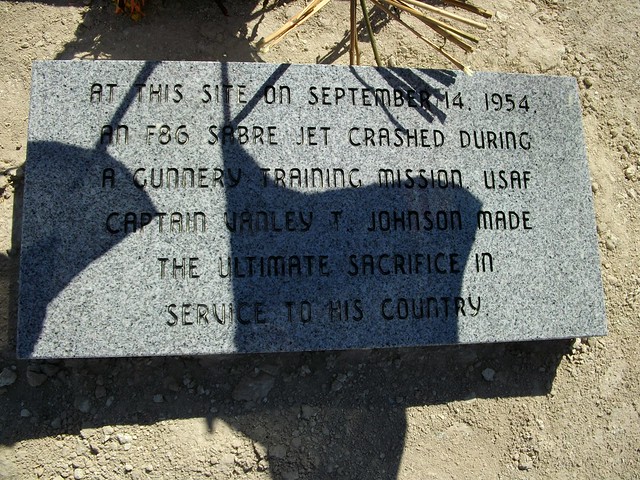 AT THIS SITE ON SEPTEMBER 14, 1954,
AN F86 SABRE JET CRASHED DURING
A GUNNERY TRAINING MISSION. USAF
CAPTAIN VANLEY T. JOHNSON MADE
THE ULTIMATE SACRIFICE IN
SERVICE TO HIS COUNTRY.